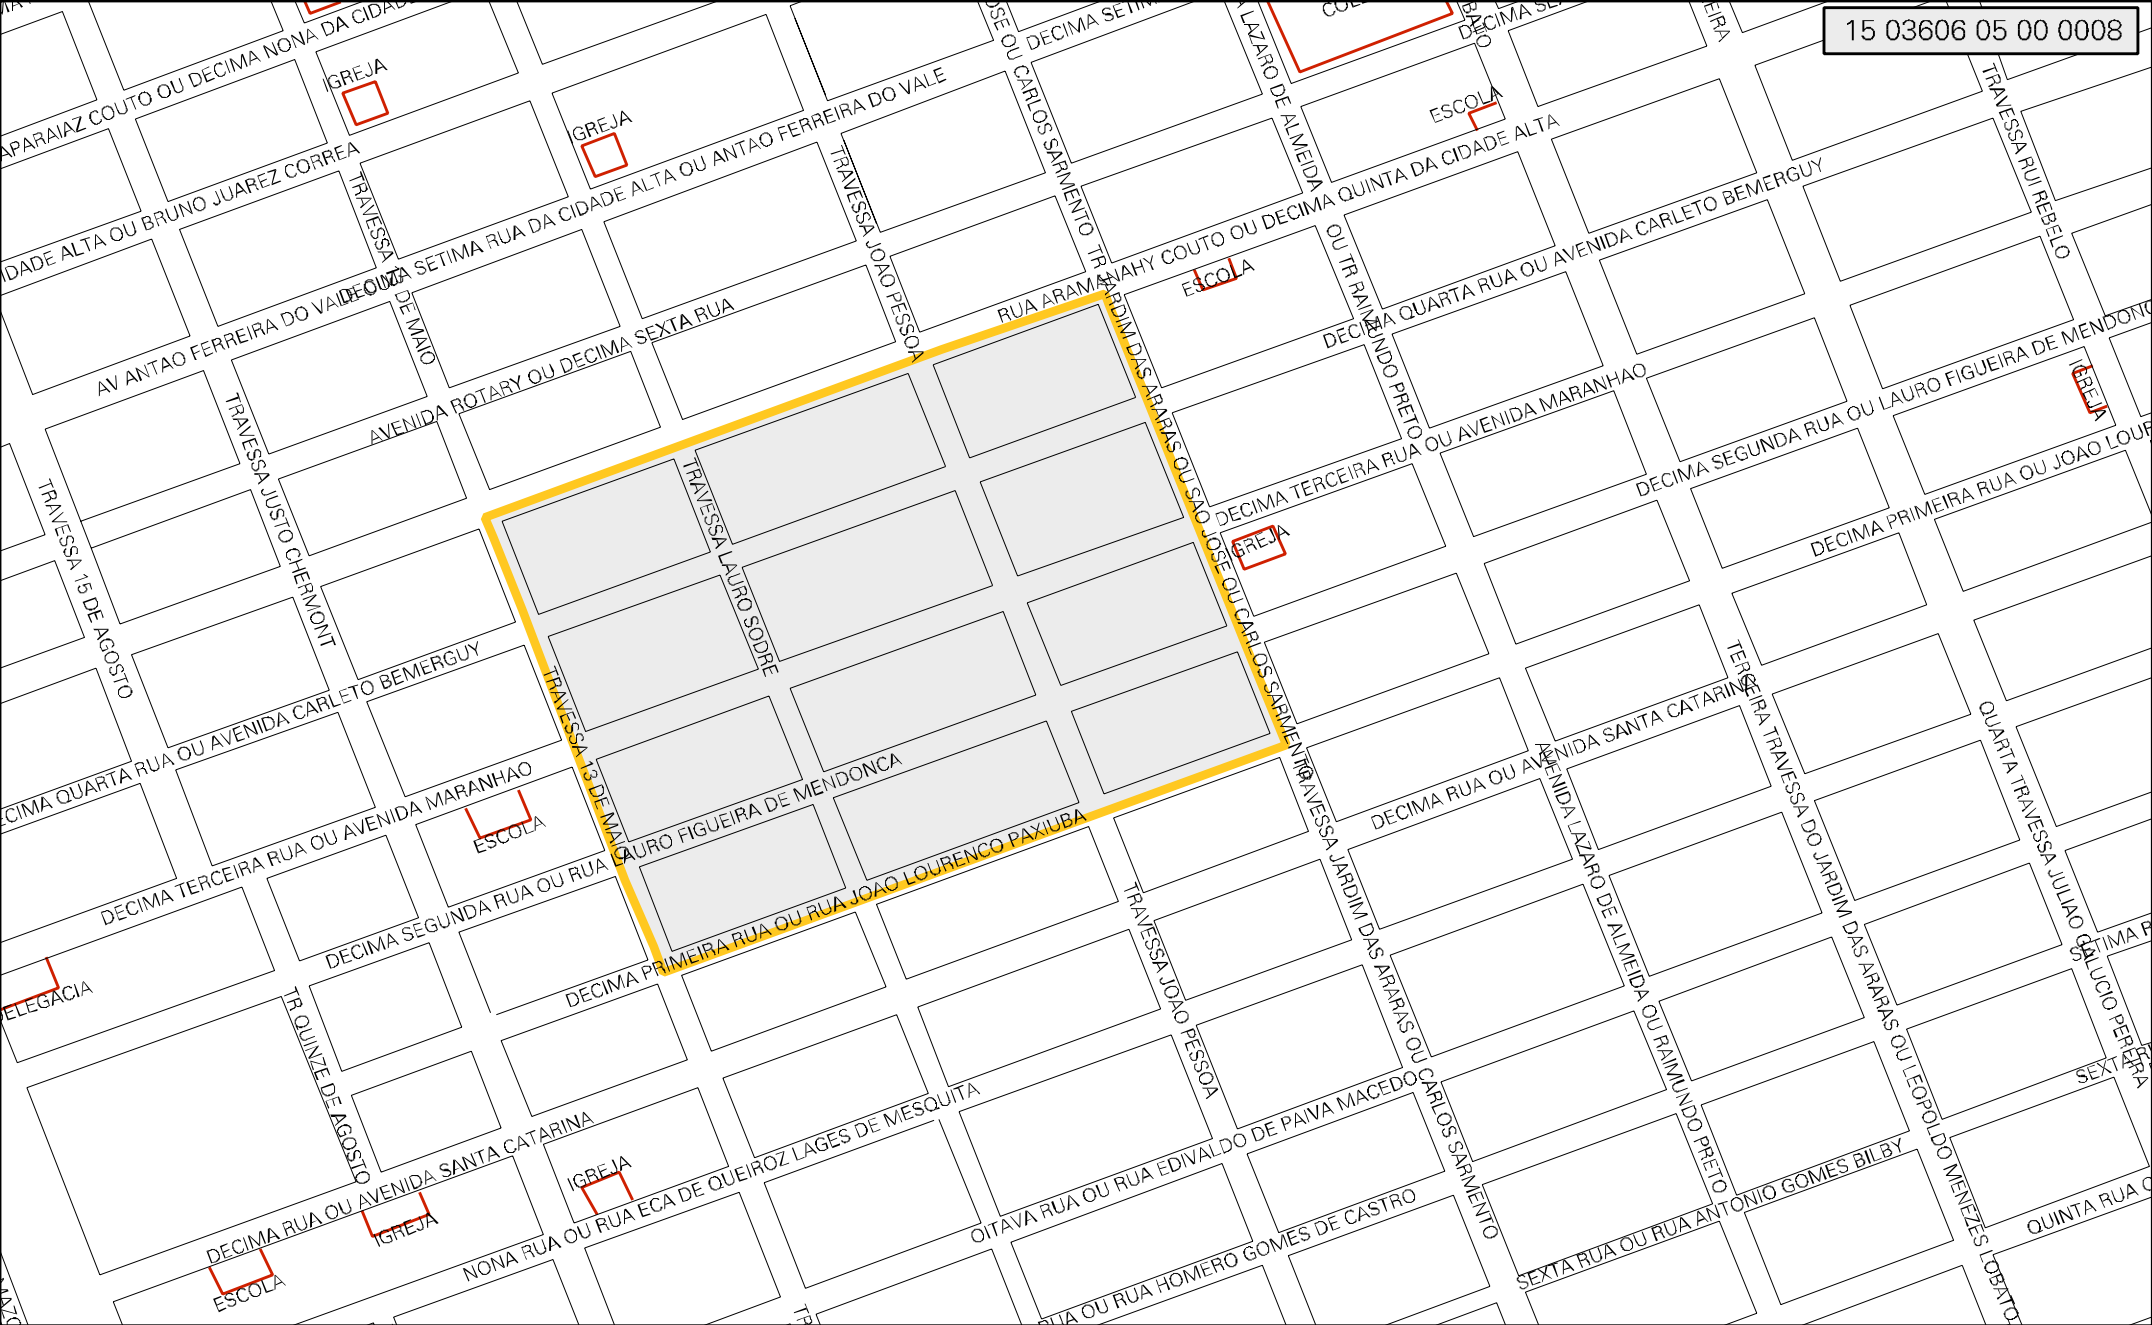 15 03606 05 00 0008
DECIMA NONA DA CIDADE
APARAIAZ COUTO OU
IGREJA
IGREJA
COL
ESCOLA
DECIMA SETIM
DECIMA SE
IDADE ALTA OU BRUNO JUAREZ CORREA
TRAVESSA
DE MAIO
AV ANTAO FERREIRA DO VALE OU
DECIMA SETIMA RUA DA CIDADE ALTA OU ANTAO FERREIRA DO VALE
TRAVESSA JOAO PESSOA
OSE OU CARLOS SARMENTO
LAZARO DE ALMEIDA
OU TR RAIMUNDO PRETO
TRAVESSA RUI REBELO
AVENIDA ROTARY OU DECIMA SEXTA RUA
RUA ARAMANAHY COUTO OU DECIMA QUINTA DA CIDADE ALTA
ESCOLA
DECIMA QUARTA RUA OU AVENIDA CARLETO BEMERGUY
TR JARDIM DAS ARARAS OU SAO JOSE OU CARLOS SARMENTO
DECIMA TERCEIRA RUA OU AVENIDA MARANHAO
DECIMA SEGUNDA RUA OU LAURO FIGUEIRA DE MENDONC
IGREJA
DECIMA PRIMEIRA RUA OU JOAO LOUR
IGREJA
TRAVESSA 15 DE AGOSTO
TRAVESSA JUSTO CHERMONT
TRAVESSA LAURO SODRE
TRAVESSA 13 DE MAIO
ECIMA QUARTA RUA OU AVENIDA CARLETO BEMERGUY
DECIMA TERCEIRA RUA OU AVENIDA MARANHAO
ESCOLA
DECIMA SEGUNDA RUA OU RUA LAURO FIGUEIRA DE MENDONCA
DECIMA PRIMEIRA RUA OU RUA JOAO LOURENCO PAXIUBA
DELEGACIA
TR QUINZE DE AGOSTO
DECIMA RUA OU AVENIDA SANTA CATARINA
TERCEIRA TRAVESSA DO JARDIM DAS ARARAS OU LEOPOLDO MENEZES LOBATO
AVENIDA LAZARO DE ALMEIDA OU RAIMUNDO PRETO
QUARTA TRAVESSA JULIAO GALUCIO PEREIRA
TRAVESSA JARDIM DAS ARARAS OU CARLOS SARMENTO
TRAVESSA JOAO PESSOA
SETIMA R
SEXTA R
DECIMA RUA OU AVENIDA SANTA CATARINA
IGREJA
IGREJA
ESCOLA
NONA RUA OU RUA ECA DE QUEIROZ LAGES DE MESQUITA
OITAVA RUA OU RUA EDIVALDO DE PAIVA MACEDO
RUA OU RUA HOMERO GOMES DE CASTRO
SEXTA RUA OU RUA ANTONIO GOMES BILBY
QUINTA RUA O
TR